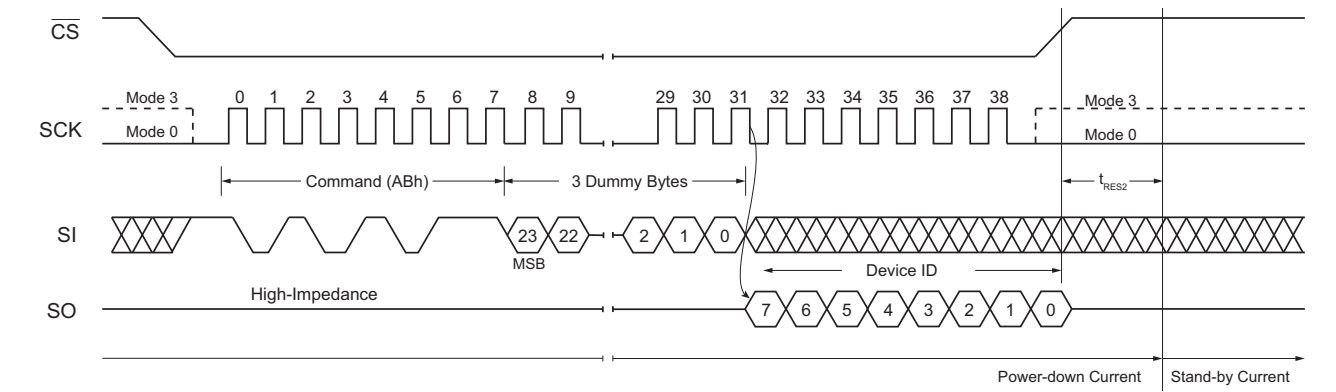 CS
Mode 3 0 1 2 3 4 5 6 7 8 9 29 30 31 32 33 34 35 36 37 38 Mode 3
SCK Mode 0 Mode 0
Command (ABh) 3 Dummy Bytes tRES2
SI 23 22 2 1 0
MSB Device ID
High-Impedance
SO 7 6 5 4 3 2 1 0
Power-down Current Stand-by Current